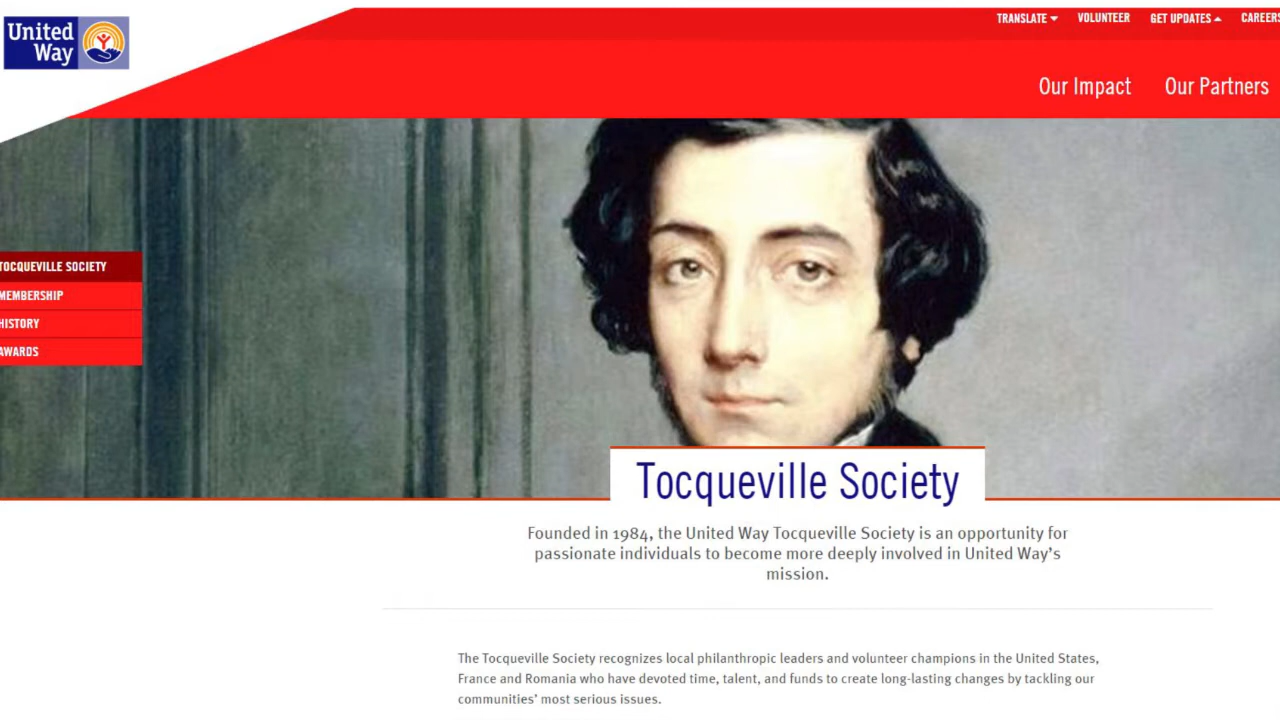 United
Way
TRANSLATE VOLUNTEER GET UPDATES CAREERS
Our Impact Our Partners
TOCQUEVILLE SOCIETY
MEMBERSHIP
HISTORY
AWARDS
Tocqueville Society
Founded in 1984, the United Way Tocqueville Society is an opportunity for
passionate individuals to become more deeply involved in United Way's
mission.
The Tocqueville Society recognizes local philanthropic leaders and volunteer champions in the United States,
France and Romania who have devoted time, talent, and funds to create long-lasting changes by tackling our
communities' most serious issues.